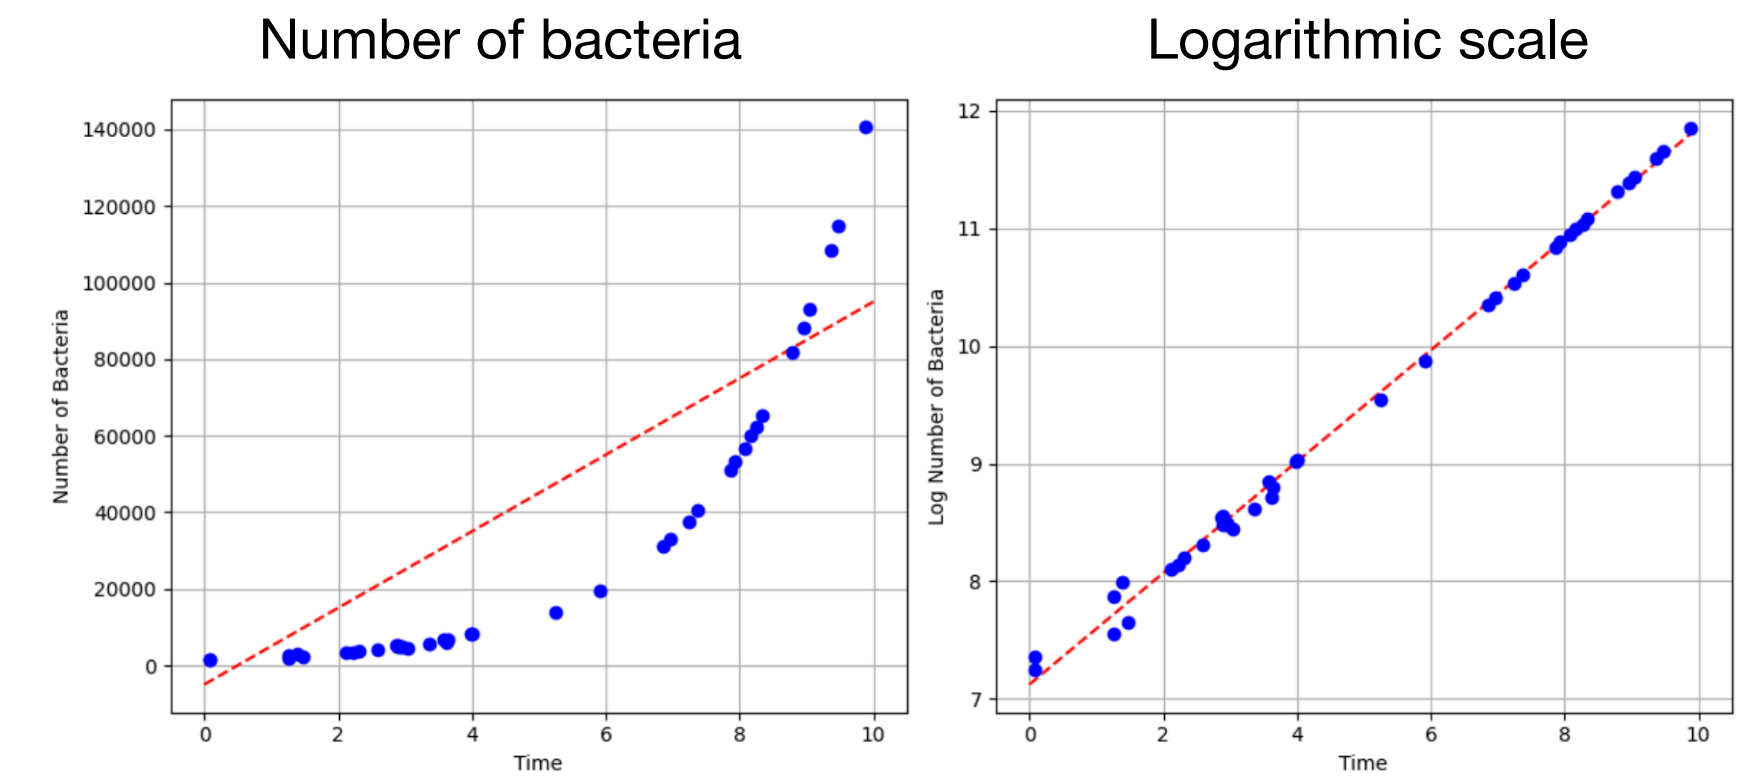 Number of bacteria
Number of Bacteria
140000
120000
100000
80000
60000
40000
20000
0
0 2 4 6 8 10
Time
Logarithmic scale
Log Number of Bacteria
12
11
10
9
8
7
0 2 4 6 8 10
Time